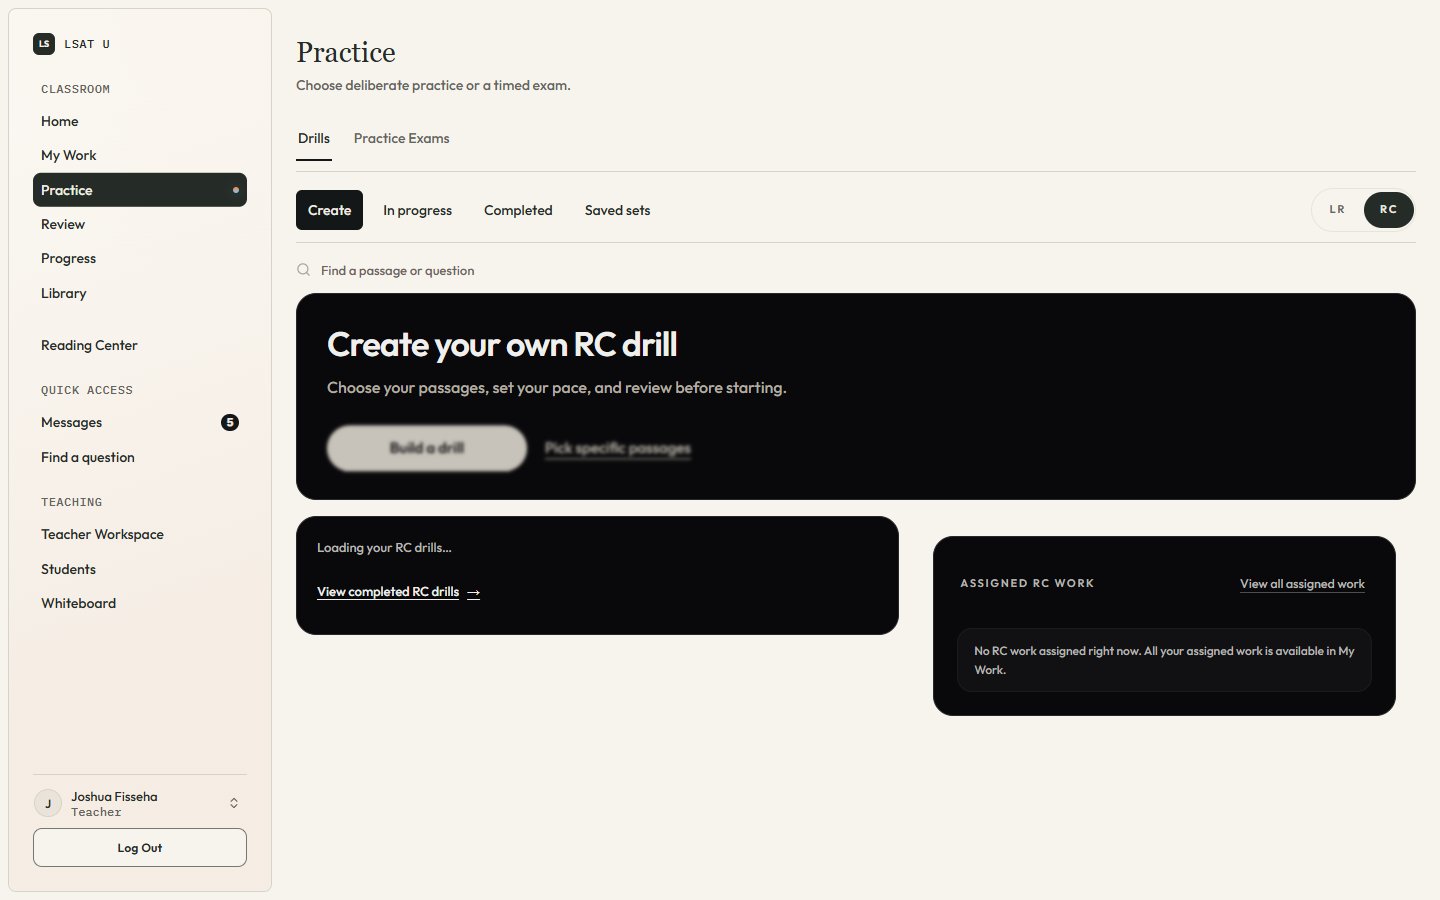 LS LSAT U
CLASSROOM
Home
My Work
Practice
Review
Progress
Library
Reading Center
QUICK ACCESS
Messages 5
Find a question
TEACHING
Teacher Workspace
Students
Whiteboard
J Joshua Fisseha
Teacher
Log Out
Practice
Choose deliberate practice or a timed exam.
Drills Practice Exams
Create In progress Completed Saved sets LR RC
Find a passage or question
Create your own RC drill
Choose your passages, set your pace, and review before starting.
Build a drill Pick specific passages
Loading your RC drills...
View completed RC drills →
ASSIGNED RC WORK View all assigned work
No RC work assigned right now. All your assigned work is available in My
Work.